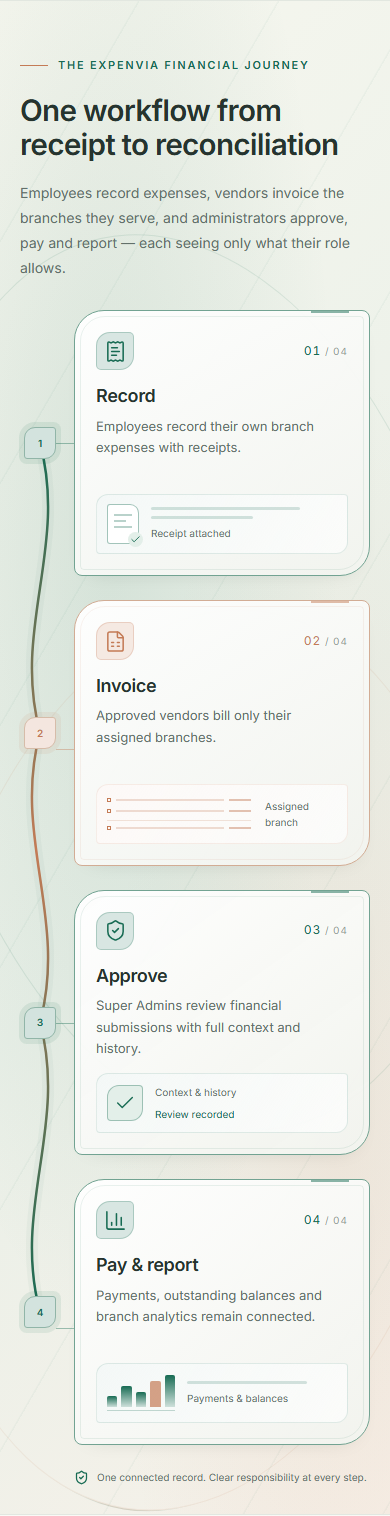 THE EXPENVIA FINANCIAL JOURNEY
One workflow from
receipt to reconciliation
Employees record expenses, vendors invoice the
branches they serve, and administrators approve,
pay and report — each seeing only what their role
allows.
01 / 04
Record
1
Employees record their own branch
expenses with receipts.
Receipt attached
02 / 04
Invoice
2
Approved vendors bill only their
assigned branches.
Assigned
branch
03 / 04
Approve
3
Super Admins review financial
submissions with full context and
history.
Context & history
Review recorded
04 / 04
Pay & report
4
Payments, outstanding balances and
branch analytics remain connected.
Payments & balances
One connected record. Clear responsibility at every step.